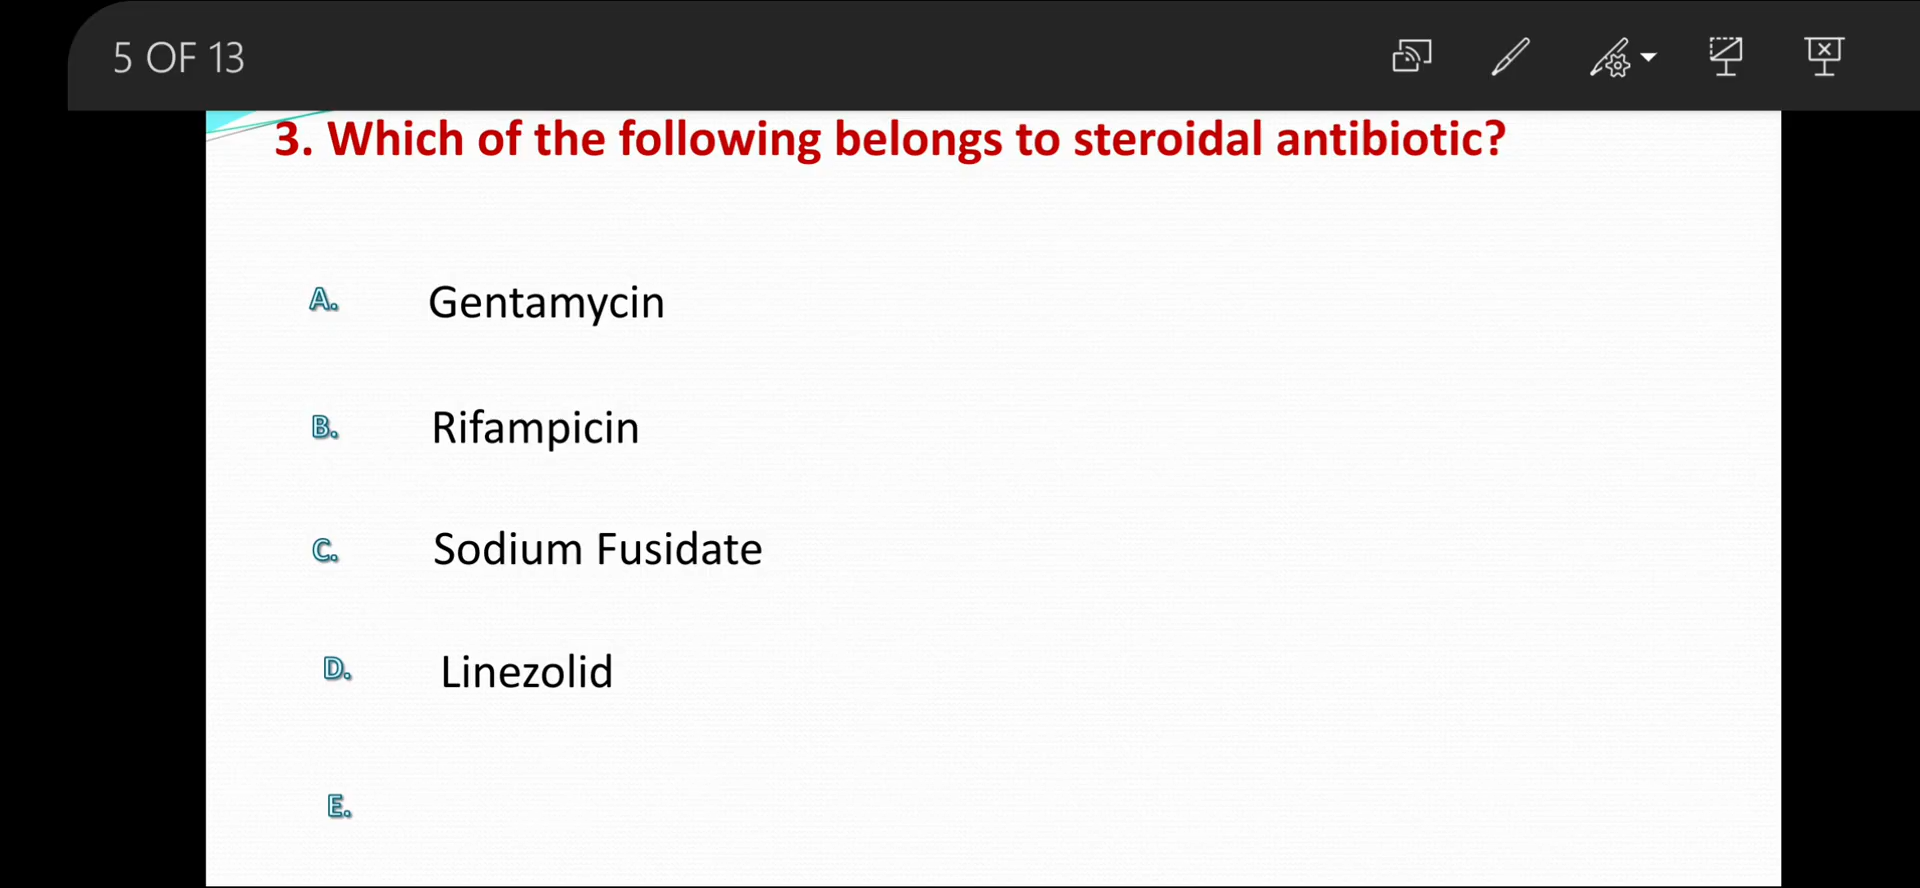 5 OF 13
3. Which of the following belongs to steroidal antibiotic?
A. Gentamycin
B. Rifampicin
C. Sodium Fusidate
D. Linezolid
E.